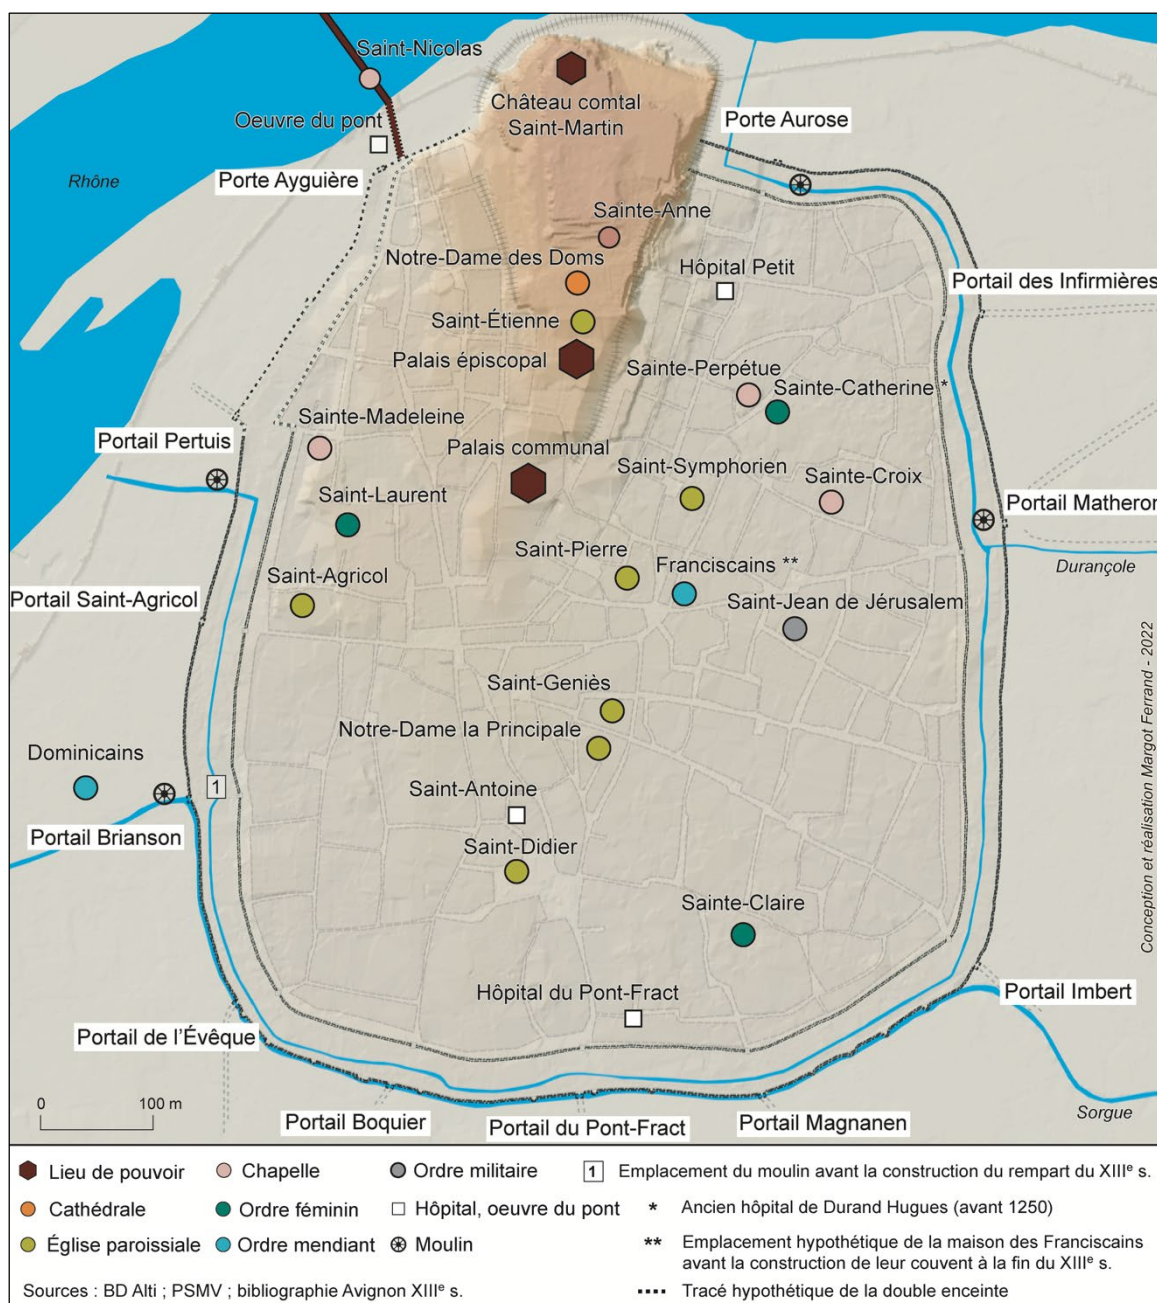 Saint-Nicolas
Château comtal
Saint-Martin
Oeuvre du pont
Porte Aurose
Rhône
Porte Ayguière
Sainte-Anne
Notre-Dame des Doms
Hôpital Petit
Portail des Infirmières
Saint-Étienne
Palais épiscopal
Sainte-Perpétue
Sainte-Catherine *
Sainte-Madeleine
Portail Pertuis
Palais communal
Saint-Symphorien
Sainte-Croix
Saint-Laurent
Portail Matheron
Saint-Pierre
Franciscains **
Durançole
Saint-Agricol
Portail Saint-Agricol
Saint-Jean de Jérusalem
Saint-Geniès
Notre-Dame la Principale
Dominicains
1
Saint-Antoine
Portail Brianson
Saint-Didier
Sainte-Claire
Conception et réalisation Margot Ferrand - 2022
Hôpital du Pont-Fract
Portail Imbert
Portail de l'Évêque
0 100 m
Portail Boquier
Portail du Pont-Fract
Portail Magnanen
Sorgue
Lieu de pouvoir
Chapelle
Ordre militaire
1 Emplacement du moulin avant la construction du rempart du XIIIe s.
Cathédrale
Ordre féminin
Hôpital, oeuvre du pont
* Ancien hôpital de Durand Hugues (avant 1250)
Église paroissiale
Ordre mendiant
Moulin
** Emplacement hypothétique de la maison des Franciscains
avant la construction de leur couvent à la fin du XIIIe s.
Sources : BD Alti ; PSMV ; bibliographie Avignon XIIIe s.
Tracé hypothétique de la double enceinte